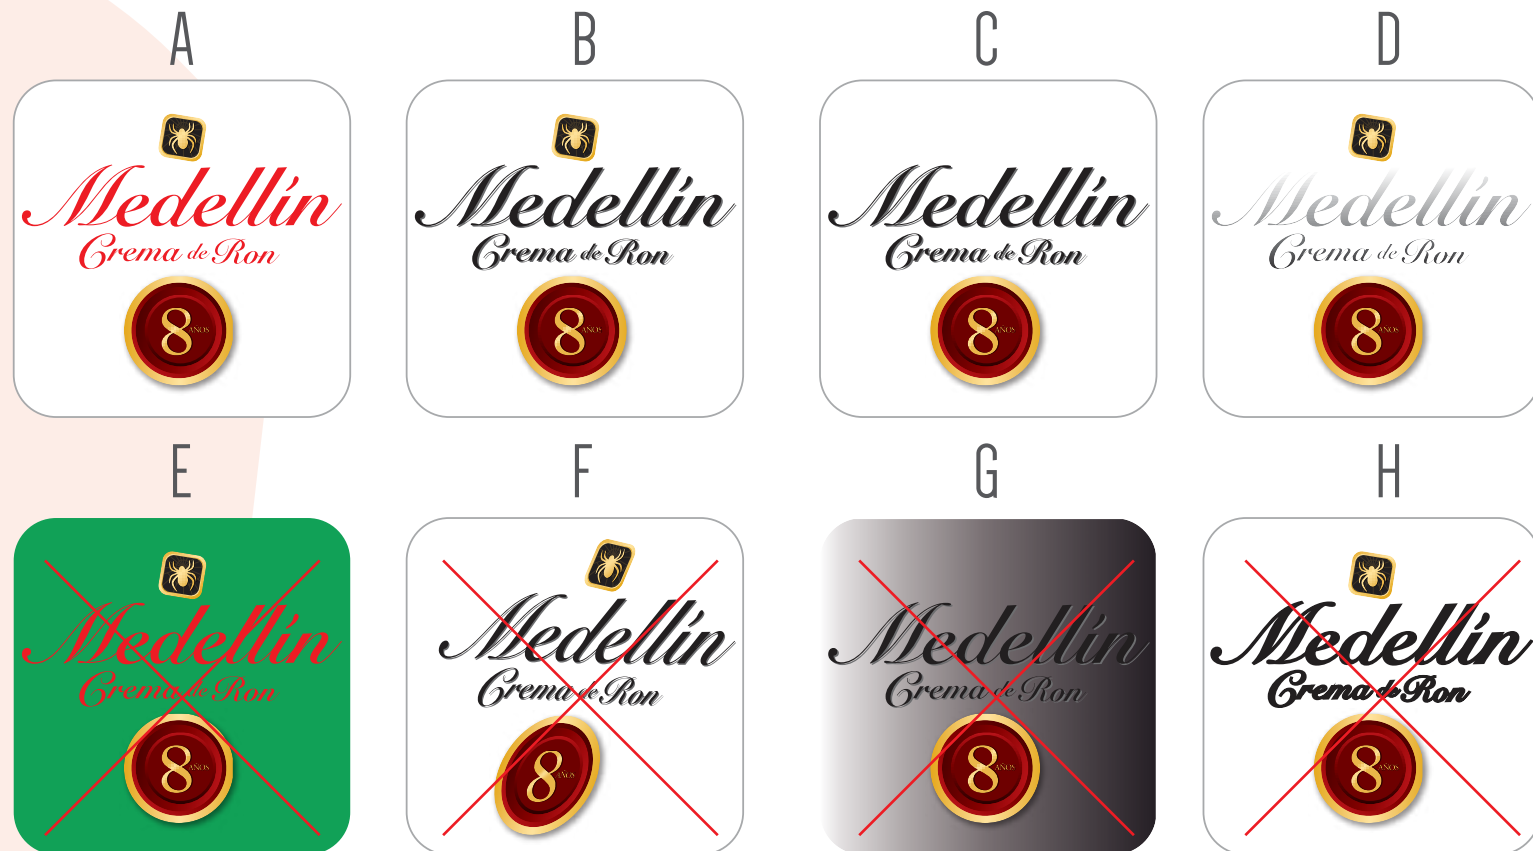 A
B
C
D
Medellín
Crema de Ron
8 AÑOS
Medellín
Crema de Ron
8 AÑOS
Medellín
Crema de Ron
8 AÑOS
Medellín
Crema de Ron
8 AÑOS
E
F
G
H
Medellín
Crema de Ron
8 AÑOS
Medellín
Crema de Ron
8 AÑOS
Medellín
Crema de Ron
8 AÑOS
Medellín
Crema de Ron
8 AÑOS